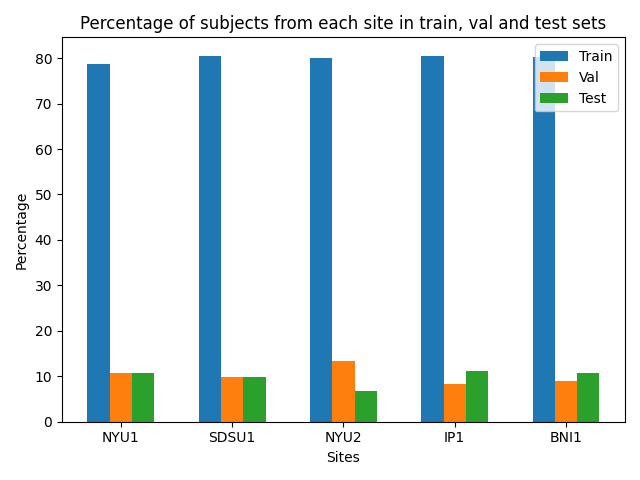 Percentage of subjects from each site in train, val and test sets
Train
Val
Test
Percentage
80
70
60
50
40
30
20
10
0
NYU1 SDSU1 NYU2 IP1 BNI1
Sites